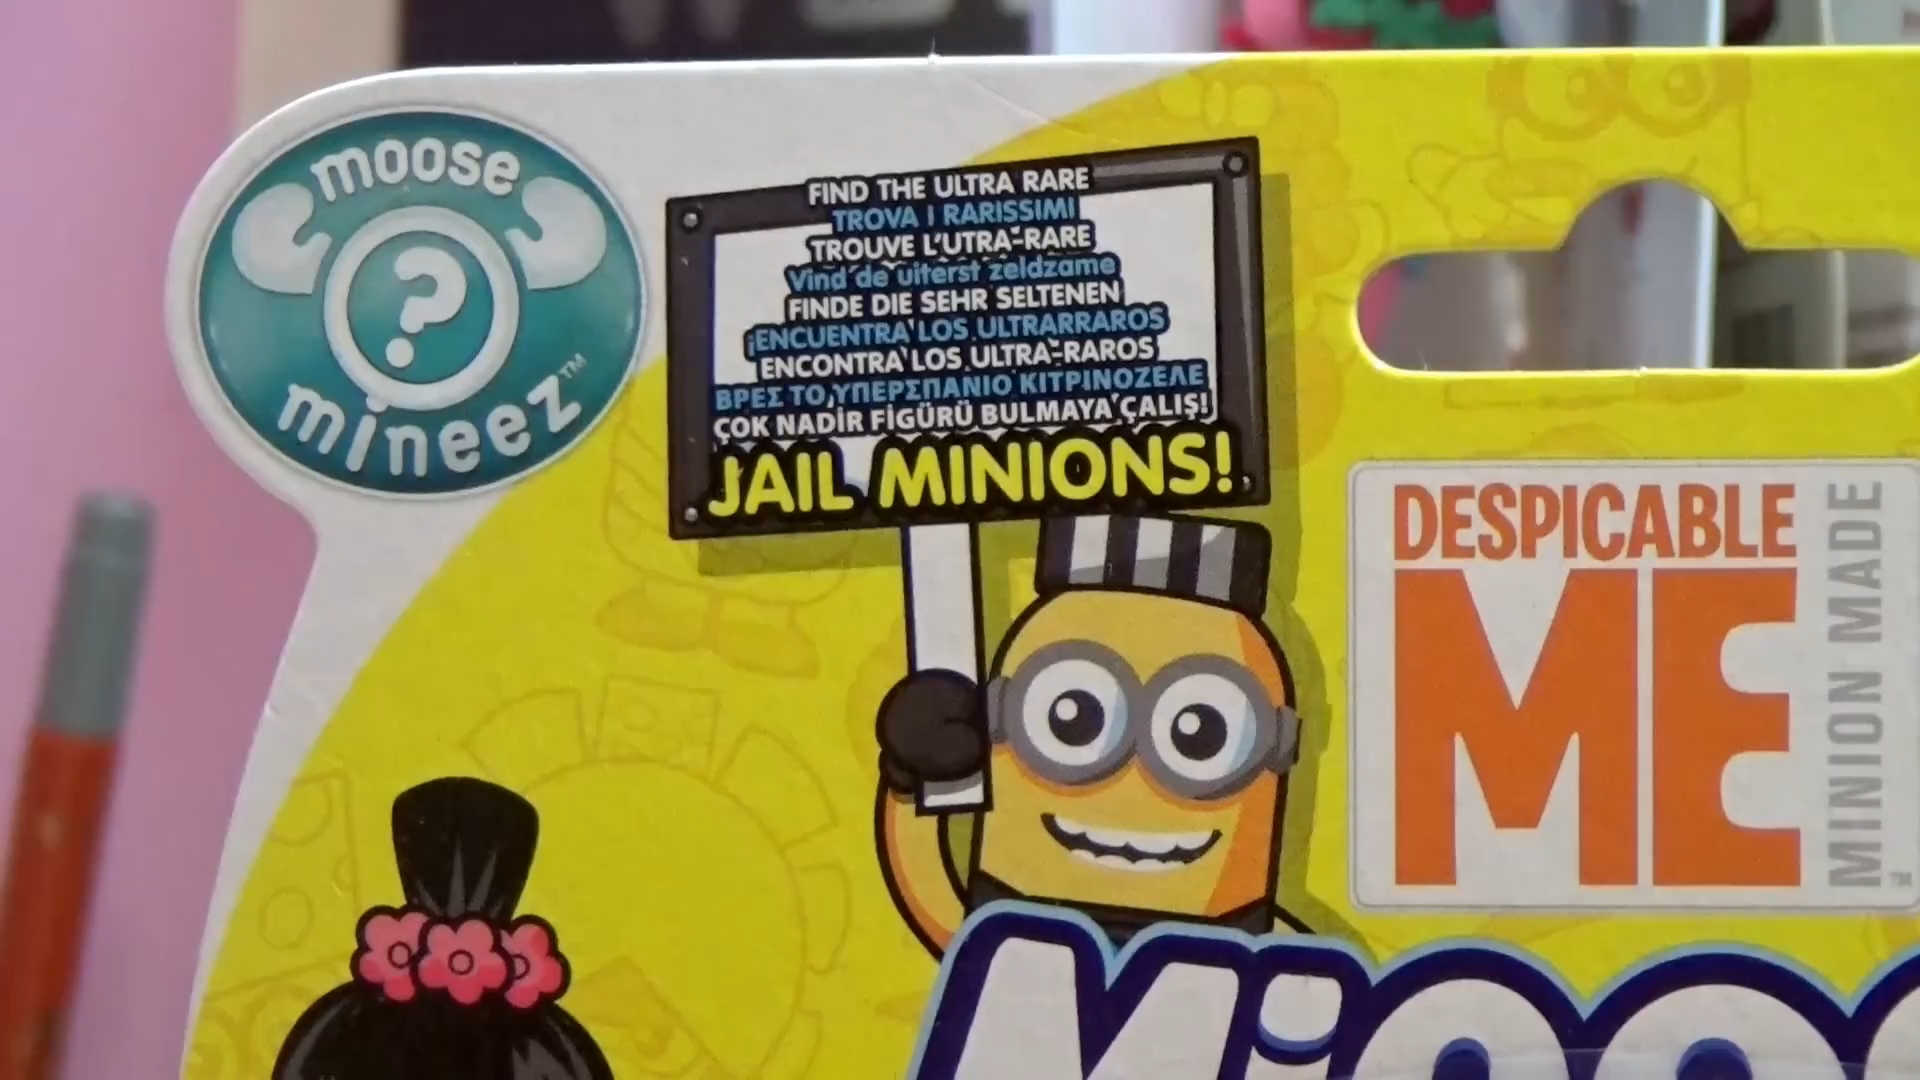 moose
mineez™
FIND THE ULTRA RARE
TROVA I RARISSIMI
TROUVE L'UTRA-RARE
Vind de uiterst zeldzame
FINDE DIE SEHR SELTENEN
¡ENCUENTRA LOS ULTRARRAROS
ENCONTRA LOS ULTRA-RAROS
ΒΡΕΣ ΤΟ ΥΠΕΡΣΠΑΝΙΟ ΚΙΤΡΙΝΟΖΕΛΕ
ÇOK NADİR FİGÜRÜ BULMAYA ÇALIŞ!
JAIL MINIONS!
DESPICABLE
ME
MINION MADE
™